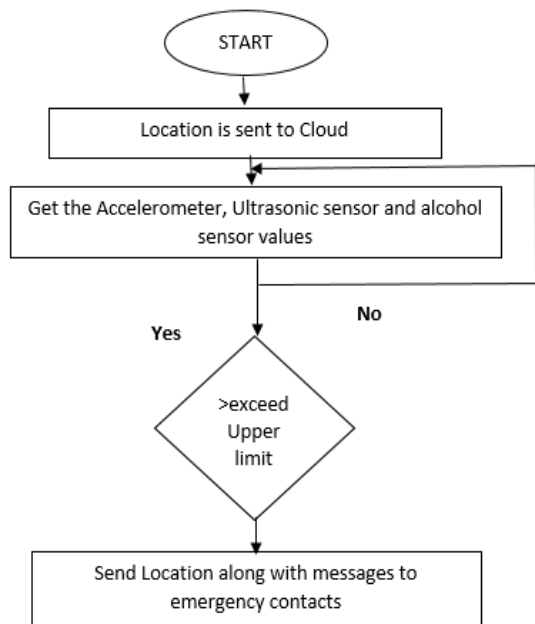 START
Location is sent to Cloud
Get the Accelerometer, Ultrasonic sensor and alcohol
sensor values
No
Yes
>exceed
Upper
limit
Send Location along with messages to
emergency contacts